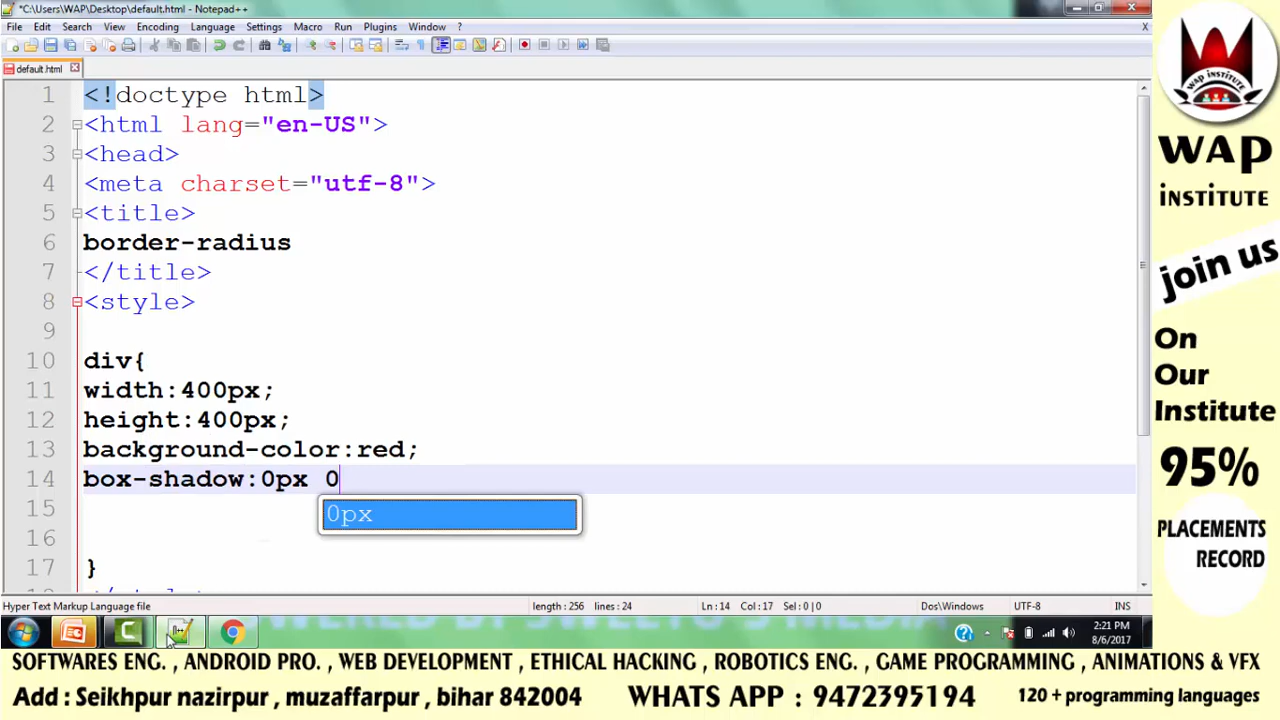 *C:\Users\WAP\Desktop\default.html - Notepad++
File Edit Search View Encoding Language Settings Macro Run Plugins Window ?
X
default.html
1 <!doctype html>
2 <html lang="en-US">
3 <head>
4 <meta charset="utf-8">
5 <title>
6 border-radius
7 </title>
8 <style>
9
10 div{
11 width:400px;
12 height:400px;
13 background-color:red;
14 box-shadow:0px 0
0px
15
16
17 }
Hyper Text Markup Language file length : 256 lines : 24 Ln : 14 Col : 17 Sel : 0 | 0 Dos\Windows UTF-8 INS
2:21 PM
8/6/2017
WAP INSTITUTE
WAP
INSTITUTE
join us
On
Our
Institute
95%
PLACEMENTS
RECORD
SOFTWARES ENG. , ANDROID PRO. , WEB DEVELOPMENT , ETHICAL HACKING , ROBOTICS ENG. , GAME PROGRAMMING , ANIMATIONS & VFX
Add : Seikhpur nazirpur , muzaffarpur , bihar 842004 WHATS APP : 9472395194 120 + programming languages